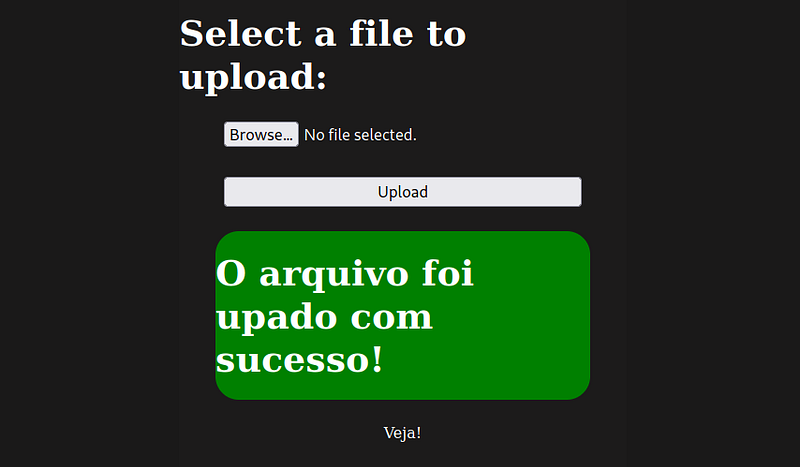 Select a file to
upload:
Browse... No file selected.
Upload
O arquivo foi
upado com
sucesso!
Veja!